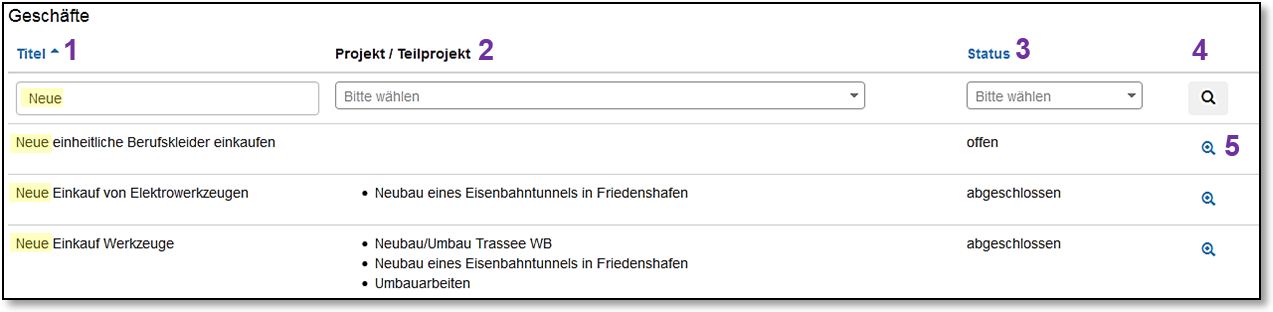 Geschäfte
Titel 1 Projekt / Teilprojekt 2 Status 3 4
Neue Bitte wählen Bitte wählen
Neue einheitliche Berufskleider einkaufen offen 5
Neue Einkauf von Elektrowerkzeugen • Neubau eines Eisenbahntunnels in Friedenshafen abgeschlossen
Neue Einkauf Werkzeuge • Neubau/Umbau Trassee WB abgeschlossen
• Neubau eines Eisenbahntunnels in Friedenshafen
• Umbauarbeiten